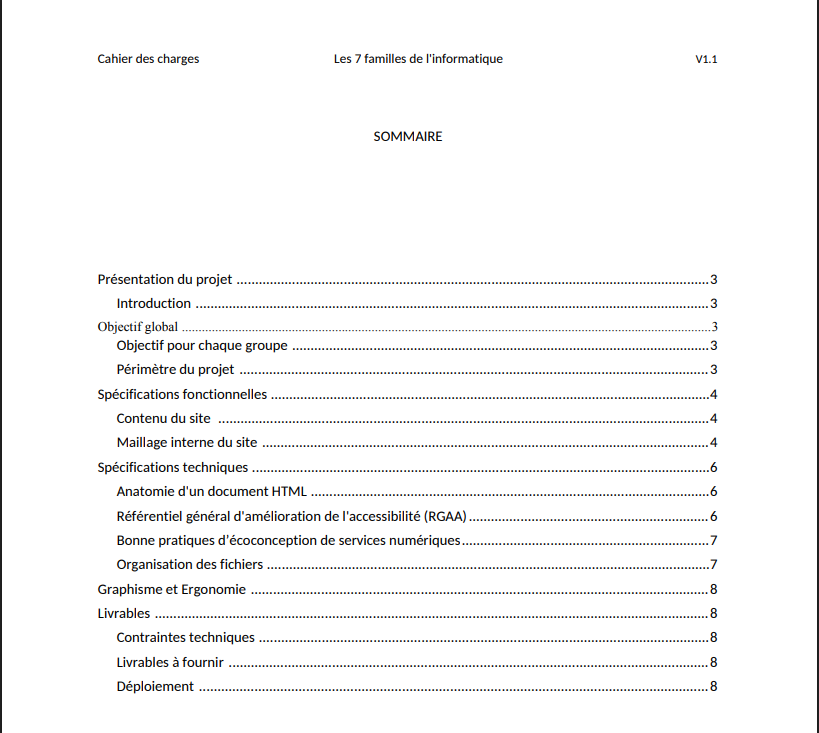 Cahier des charges Les 7 familles de l'informatique V1.1
SOMMAIRE
Présentation du projet ........................................ 3
Introduction ........................................ 3
Objectif global ........................................ 3
Objectif pour chaque groupe ........................................ 3
Périmètre du projet ........................................ 3
Spécifications fonctionnelles ........................................ 4
Contenu du site ........................................ 4
Maillage interne du site ........................................ 4
Spécifications techniques ........................................ 6
Anatomie d'un document HTML ........................................ 6
Référentiel général d'amélioration de l'accessibilité (RGAA) ........................................ 6
Bonne pratiques d’écoconception de services numériques ........................................ 7
Organisation des fichiers ........................................ 7
Graphisme et Ergonomie ........................................ 8
Livrables ........................................ 8
Contraintes techniques ........................................ 8
Livrables à fournir ........................................ 8
Déploiement ........................................ 8